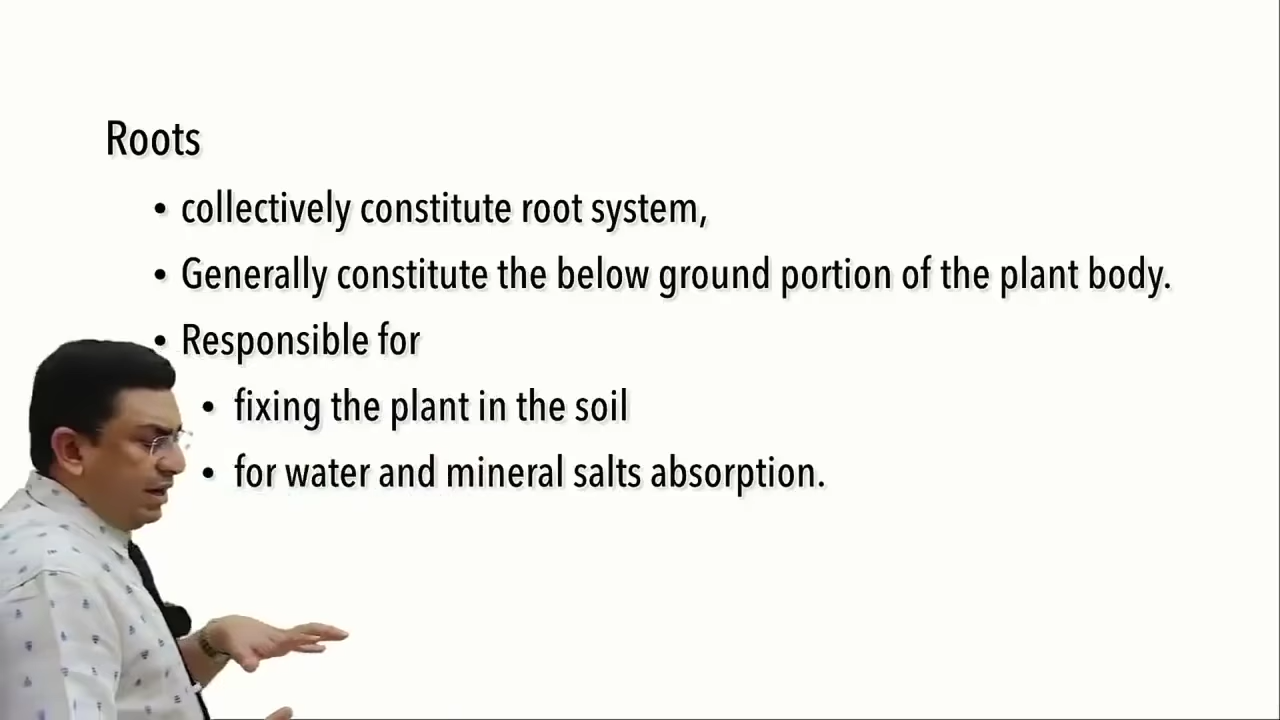 Roots
• collectively constitute root system,
• Generally constitute the below ground portion of the plant body.
• Responsible for
• fixing the plant in the soil
• for water and mineral salts absorption.